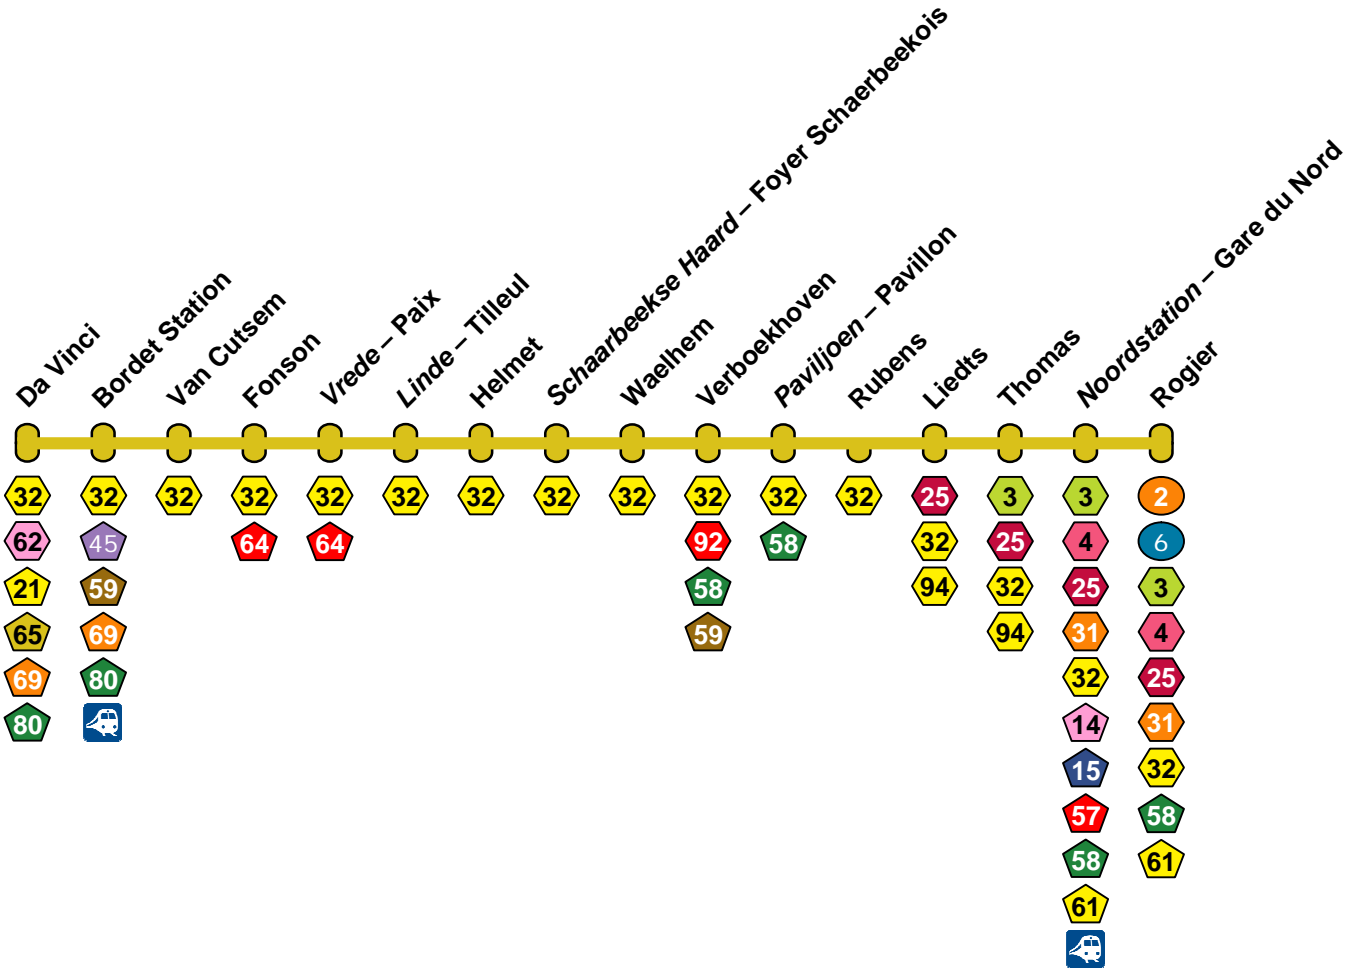 Da Vinci
Bordet Station
Van Cutsem
Fonson
Vrede – Paix
Linde – Tilleul
Helmet
Schaarbeekse Haard – Foyer Schaerbeekois
Waelhem
Verboekhoven
Paviljoen – Pavillon
Rubens
Liedts
Thomas
Noordstation – Gare du Nord
Rogier
32 32 32 32 32 32 32 32 32 32 32 32 25 3 3 2
62 45 64 64 92 58 32 25 4 6
21 59 58 94 32 25 3
65 69 59 94 31 4
69 80 32 25
80 14 31
15 32
57 58
58 61
61